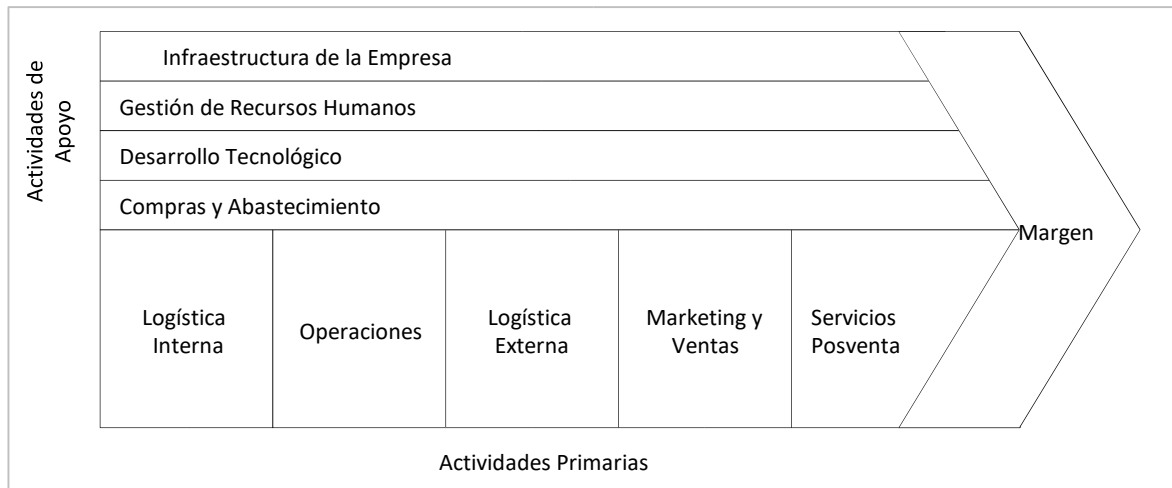 Actividades de
Apoyo
Infraestructura de la Empresa
Gestión de Recursos Humanos
Desarrollo Tecnológico
Compras y Abastecimiento
Margen
Logística
Interna
Operaciones
Logística
Externa
Marketing y
Ventas
Servicios
Posventa
Actividades Primarias